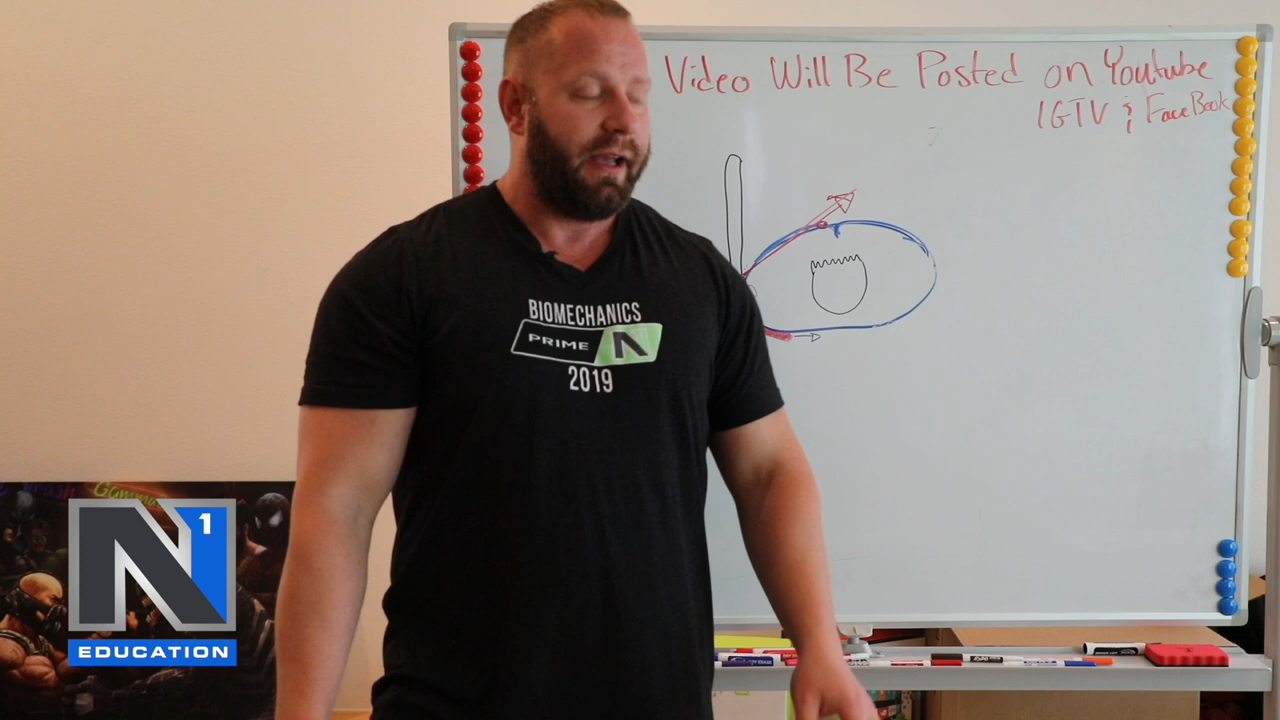 Video Will Be Posted on Youtube
IGTV & FaceBook
BIOMECHANICS
PRIME N
2019
N1
EDUCATION